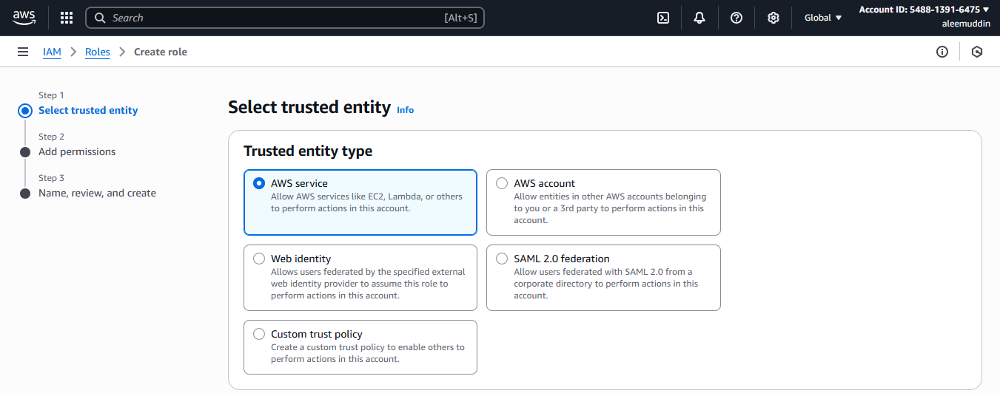 aws
Search [Alt+S]
Global
Account ID: 5488-1391-6475
aleemuddin
IAM > Roles > Create role
Step 1
Select trusted entity
Step 2
Add permissions
Step 3
Name, review, and create
Select trusted entity Info
Trusted entity type
AWS service
Allow AWS services like EC2, Lambda, or others
to perform actions in this account.
AWS account
Allow entities in other AWS accounts belonging
to you or a 3rd party to perform actions in this
account.
Web identity
Allows users federated by the specified external
web identity provider to assume this role to
perform actions in this account.
SAML 2.0 federation
Allow users federated with SAML 2.0 from a
corporate directory to perform actions in this
account.
Custom trust policy
Create a custom trust policy to enable others to
perform actions in this account.